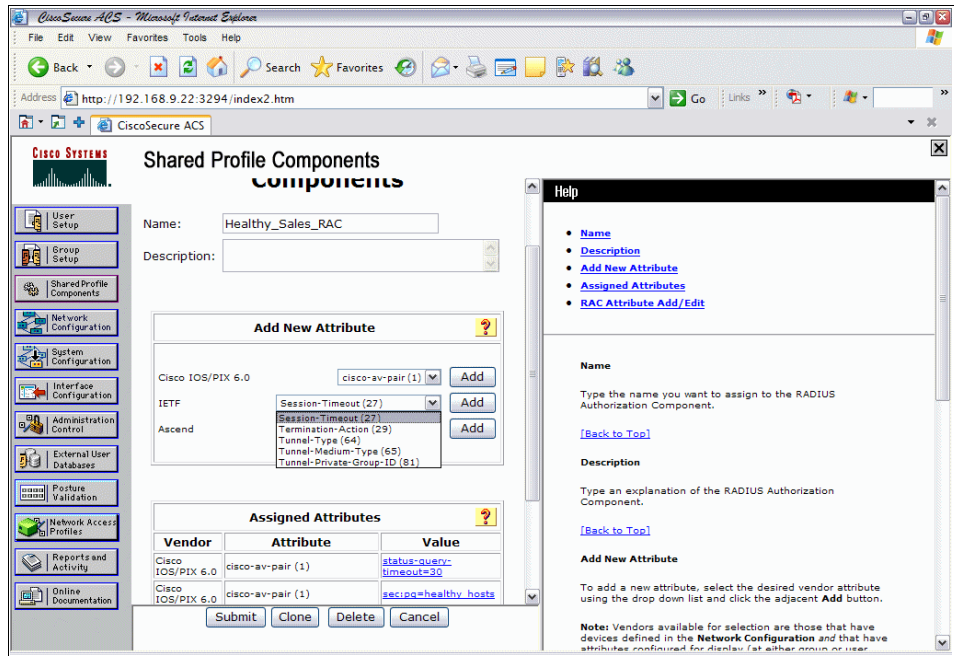 CiscoSecure ACS - Microsoft Internet Explorer
File Edit View Favorites Tools Help
Back Search Favorites
Address http://192.168.9.22:3294/index2.htm Go Links »
CiscoSecure ACS
CISCO SYSTEMS
Shared Profile Components
Components
User Setup
Group Setup
Shared Profile Components
Network Configuration
System Configuration
Interface Configuration
Administration Control
External User Databases
Posture Validation
Network Access Profiles
Reports and Activity
Online Documentation
Name: Healthy_Sales_RAC
Description:
Add New Attribute ?
Cisco IOS/PIX 6.0 cisco-av-pair (1) Add
IETF Session-Timeout (27) Add
Session-Timeout (27)
Termination-Action (29)
Tunnel-Type (64)
Tunnel-Medium-Type (65)
Tunnel-Private-Group-ID (81)
Ascend Add
Assigned Attributes ?
Vendor Attribute Value
Cisco IOS/PIX 6.0 cisco-av-pair (1) status-query-timeout=30
Cisco IOS/PIX 6.0 cisco-av-pair (1) sec:pg=healthy_hosts
Submit Clone Delete Cancel
Help
Name
Description
Add New Attribute
Assigned Attributes
RAC Attribute Add/Edit
Name
Type the name you want to assign to the RADIUS
Authorization Component.
[Back to Top]
Description
Type an explanation of the RADIUS Authorization
Component.
[Back to Top]
Add New Attribute
To add a new attribute, select the desired vendor attribute
using the drop down list and click the adjacent Add button.
Note: Vendors available for selection are those that have
devices defined in the Network Configuration and that have
attributes configured for display (at either group or user